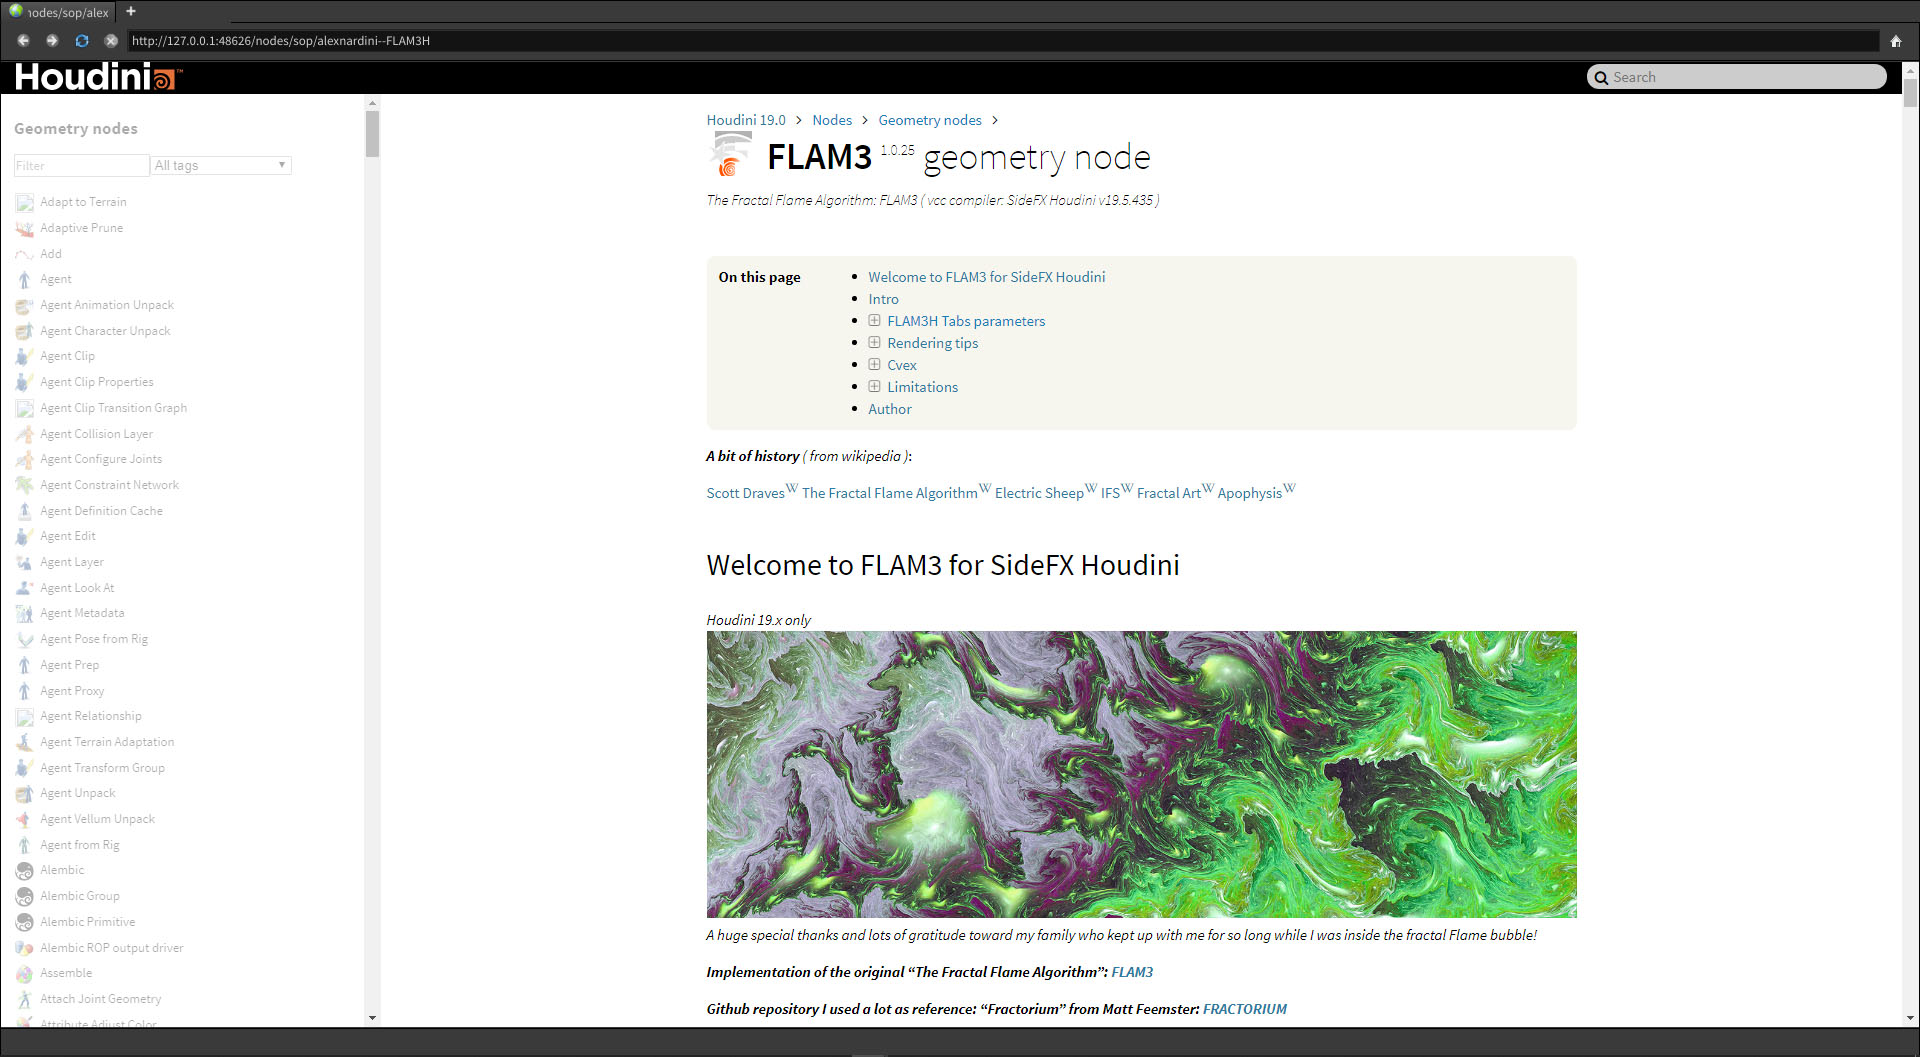 nodes/sop/alex
http://127.0.0.1:48626/nodes/sop/alexnardini--FLAM3H
Houdini™
Search
Geometry nodes
Filter
All tags
Adapt to Terrain
Adaptive Prune
Add
Agent
Agent Animation Unpack
Agent Character Unpack
Agent Clip
Agent Clip Properties
Agent Clip Transition Graph
Agent Collision Layer
Agent Configure Joints
Agent Constraint Network
Agent Definition Cache
Agent Edit
Agent Layer
Agent Look At
Agent Metadata
Agent Pose from Rig
Agent Prep
Agent Proxy
Agent Relationship
Agent Terrain Adaptation
Agent Transform Group
Agent Unpack
Agent Vellum Unpack
Agent from Rig
Alembic
Alembic Group
Alembic Primitive
Alembic ROP output driver
Assemble
Attach Joint Geometry
Attribute Adjust Color
Houdini 19.0 > Nodes > Geometry nodes >
FLAM3 1.0.25 geometry node
The Fractal Flame Algorithm: FLAM3 ( vcc compiler: SideFX Houdini v19.5.435 )
On this page
Welcome to FLAM3 for SideFX Houdini
Intro
FLAM3H Tabs parameters
Rendering tips
Cvex
Limitations
Author
A bit of history ( from wikipedia ):
Scott Draves The Fractal Flame Algorithm Electric Sheep IFS Fractal Art Apophysis
Welcome to FLAM3 for SideFX Houdini
Houdini 19.x only
A huge special thanks and lots of gratitude toward my family who kept up with me for so long while I was inside the fractal Flame bubble!
Implementation of the original “The Fractal Flame Algorithm”: FLAM3
Github repository I used a lot as reference: “Fractorium” from Matt Feemster: FRACTORIUM